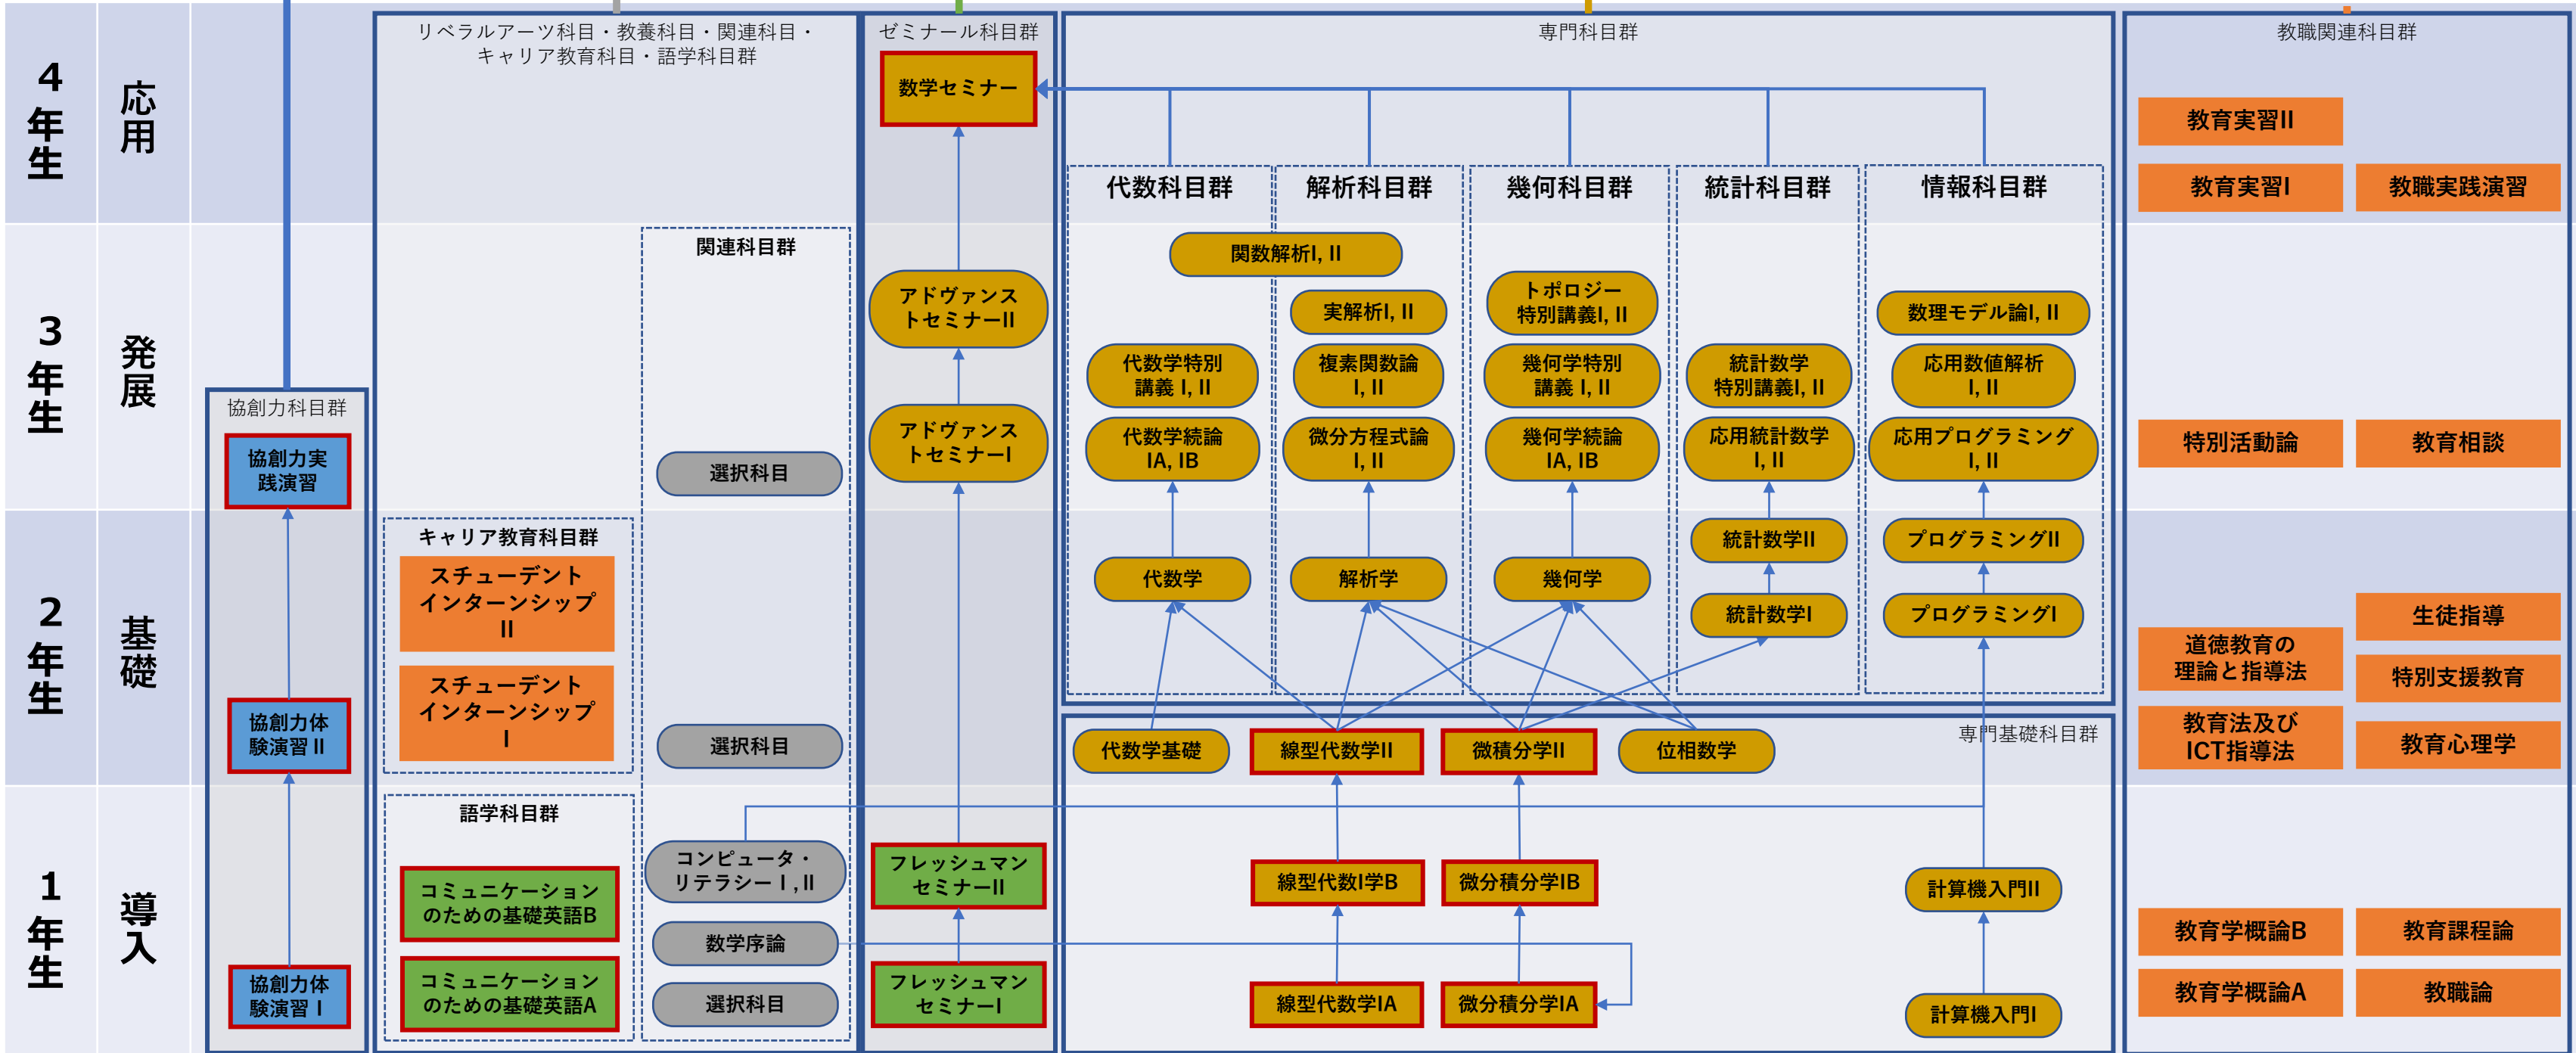 4
年
生
応
用
リベラルアーツ科目・教養科目・関連科目・
キャリア教育科目・語学科目群
ゼミナール科目群
数学セミナー
専門科目群
代数科目群
解析科目群
幾何科目群
統計科目群
情報科目群
教職関連科目群
教育実習II
教育実習I
教職実践演習
3
年
生
発
展
協創力科目群
協創力実
践演習
関連科目群
選択科目
アドヴァンス
トセミナーII
アドヴァンス
トセミナーI
関数解析I, II
実解析I, II
トポロジー
特別講義I, II
数理モデル論I, II
代数学特別
講義 I, II
複素関数論
I, II
幾何学特別
講義 I, II
統計数学
特別講義I, II
応用数値解析
I, II
代数学続論
IA, IB
微分方程式論
I, II
幾何学続論
IA, IB
応用統計数学
I, II
応用プログラミング
I, II
特別活動論
教育相談
2
年
生
基
礎
協創力体
験演習 II
キャリア教育科目群
スチューデント
インターンシップ
II
スチューデント
インターンシップ
I
選択科目
統計数学II
プログラミングII
代数学
解析学
幾何学
統計数学I
プログラミングI
専門基礎科目群
代数学基礎
線型代数学II
微積分学II
位相数学
生徒指導
道徳教育の
理論と指導法
特別支援教育
教育法及び
ICT指導法
教育心理学
1
年
生
導
入
協創力体
験演習 I
語学科目群
コミュニケーション
のための基礎英語B
コミュニケーション
のための基礎英語A
コンピュータ・
リテラシー I ,II
数学序論
選択科目
フレッシュマン
セミナーII
フレッシュマン
セミナーI
線型代数I学B
微分積分学IB
計算機入門II
線型代数学IA
微分積分学IA
計算機入門I
教育学概論B
教育課程論
教育学概論A
教職論